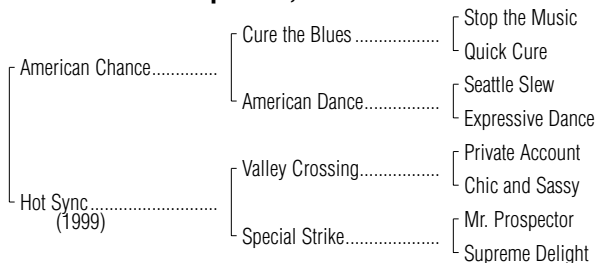 Stop the Music
Cure the Blues
Quick Cure
American Chance
Seattle Slew
American Dance
Expressive Dance
Private Account
Valley Crossing
Chic and Sassy
Hot Sync
(1999)
Mr. Prospector
Special Strike
Supreme Delight